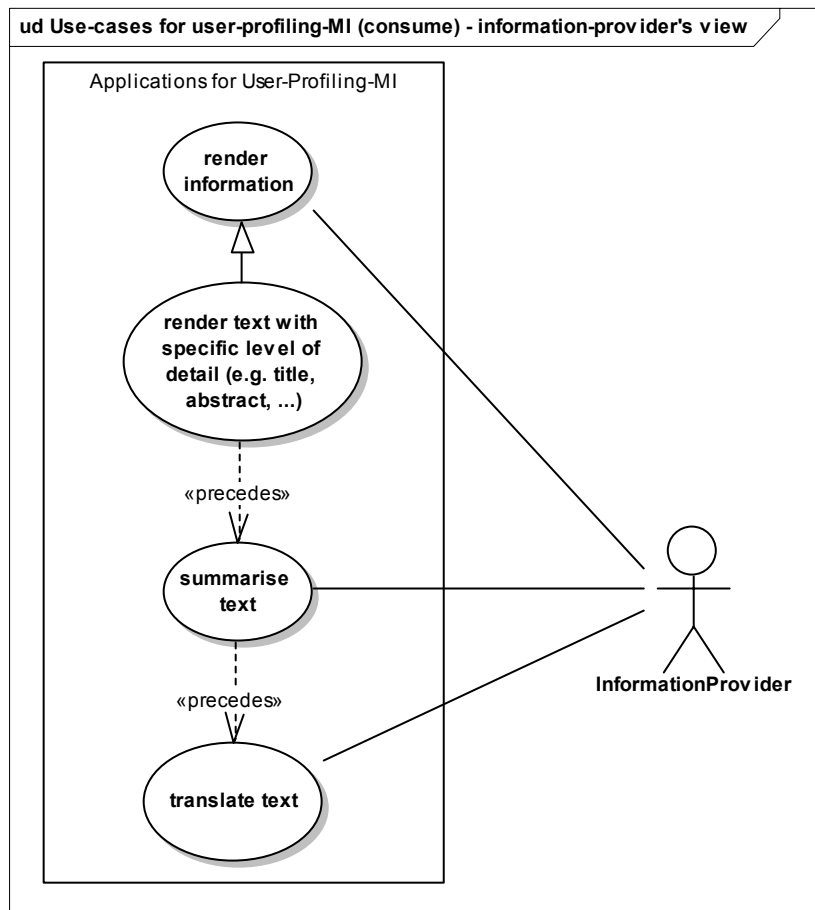 ud Use-cases for user-profiling-MI (consume) - information-provider's view
Applications for User-Profiling-MI
render
information
render text with
specific level of
detail (e.g. title,
abstract, ...)
«precedes»
summarise
text
InformationProvider
«precedes»
translate text